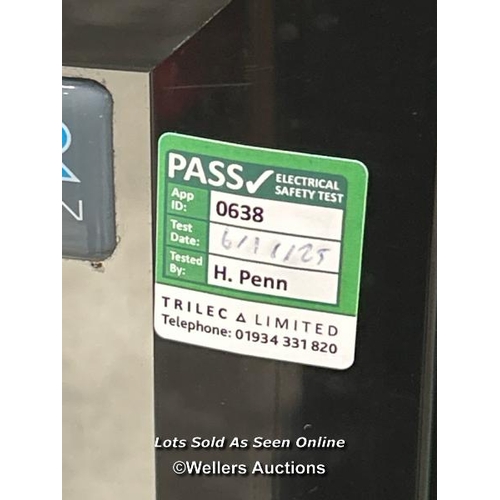 PASS✓ ELECTRICAL
SAFETY TEST
App
ID: 0638
Test
Date:
Tested
By: H. Penn
TRILEC △ LIMITED
Telephone: 01934 331 820
N
Lots Sold As Seen Online
©Wellers Auctions